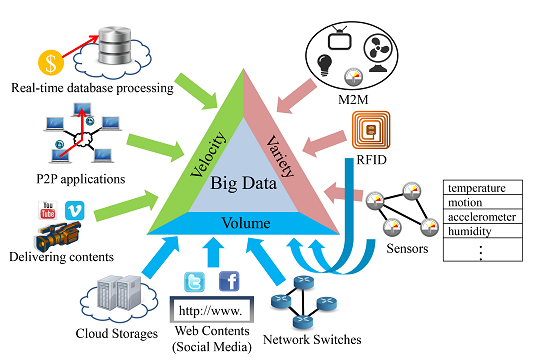 $
Real-time database processing
P2P applications
You
Tube
Delivering contents
Cloud Storages
http://www.
Web Contents
(Social Media)
Network Switches
M2M
RFID
Sensors
temperature
motion
accelerometer
humidity
Velocity
Variety
Big Data
Volume